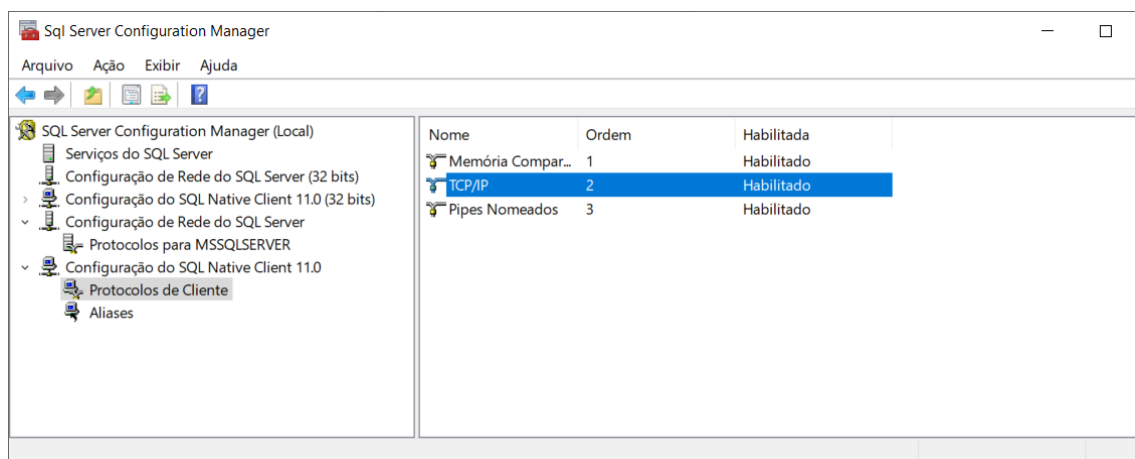 Sql Server Configuration Manager
Arquivo Ação Exibir Ajuda
SQL Server Configuration Manager (Local)
Serviços do SQL Server
Configuração de Rede do SQL Server (32 bits)
Configuração do SQL Native Client 11.0 (32 bits)
Configuração de Rede do SQL Server
Protocolos para MSSQLSERVER
Configuração do SQL Native Client 11.0
Protocolos de Cliente
Aliases
Nome Ordem Habilitada
Memória Compar... 1 Habilitado
TCP/IP 2 Habilitado
Pipes Nomeados 3 Habilitado